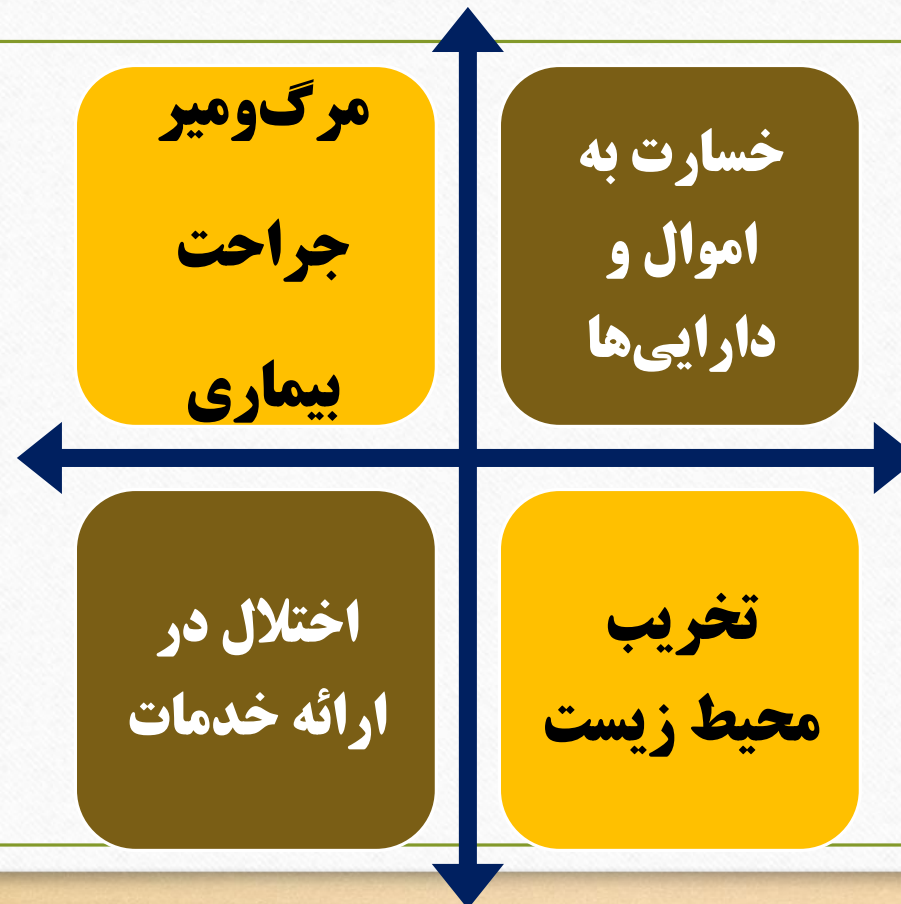 خسارت به
اموال و
دارایی‌ها
مرگ‌ومیر
جراحت
بیماری
تخریب
محیط زیست
اختلال در
ارائه خدمات